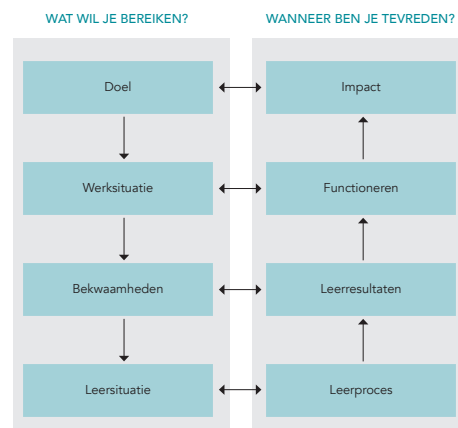 WAT WIL JE BEREIKEN?
WANNEER BEN JE TEVREDEN?
Doel
Impact
Werksituatie
Functioneren
Bekwaamheden
Leerresultaten
Leersituatie
Leerproces